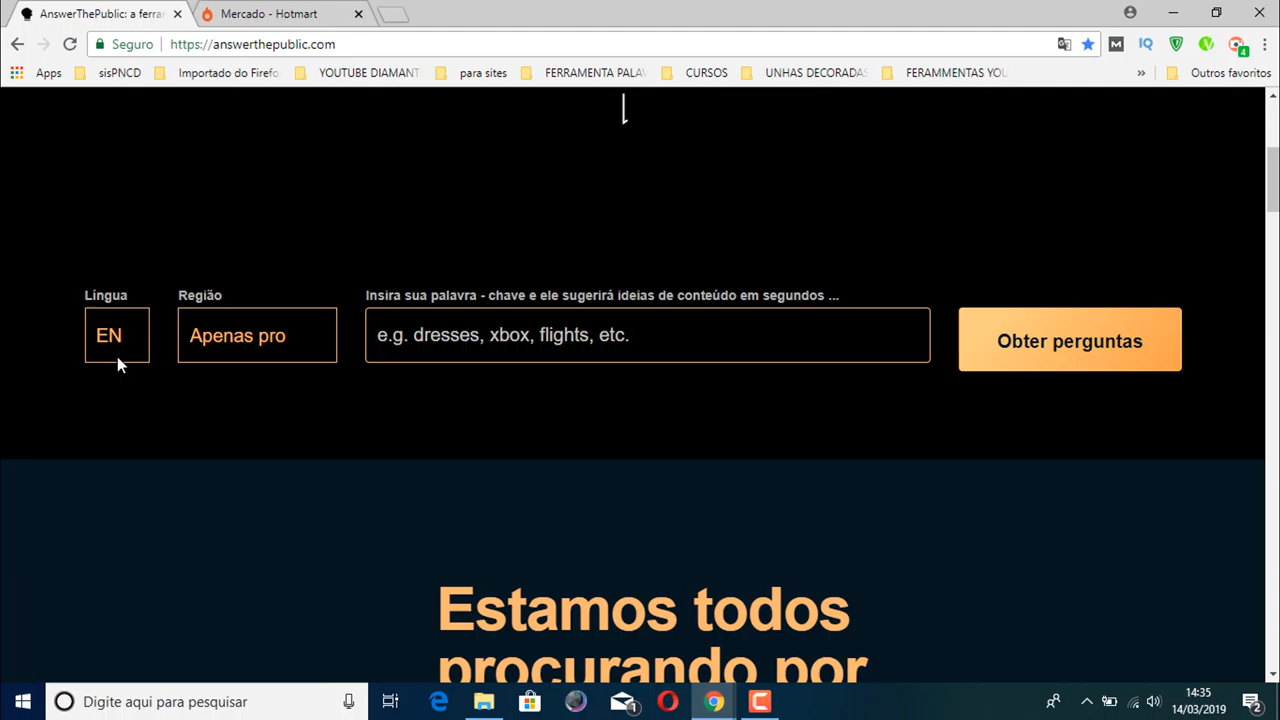 AnswerThePublic: a ferra
Mercado - Hotmart
Seguro
https://answerthepublic.com
Apps
sisPNCD
Importado do Firefo
YOUTUBE DIAMANT
para sites
FERRAMENTA PALA
CURSOS
UNHAS DECORADAS
FERAMMENTAS YOU
»
Outros favoritos
Lingua
Região
Insira sua palavra - chave e ele sugerirá ideias de conteúdo em segundos ...
EN
Apenas pro
e.g. dresses, xbox, flights, etc.
Obter perguntas
Estamos todos
procurando por
Digite aqui para pesquisar
14:35
14/03/2019